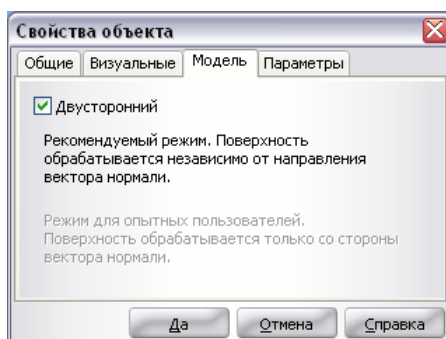 Свойства объекта
Общие Визуальные Модель Параметры
Двусторонний
Рекомендуемый режим. Поверхность
обрабатывается независимо от направления
вектора нормали.
Режим для опытных пользователей.
Поверхность обрабатывается только со стороны
вектора нормали.
Да Отмена Справка